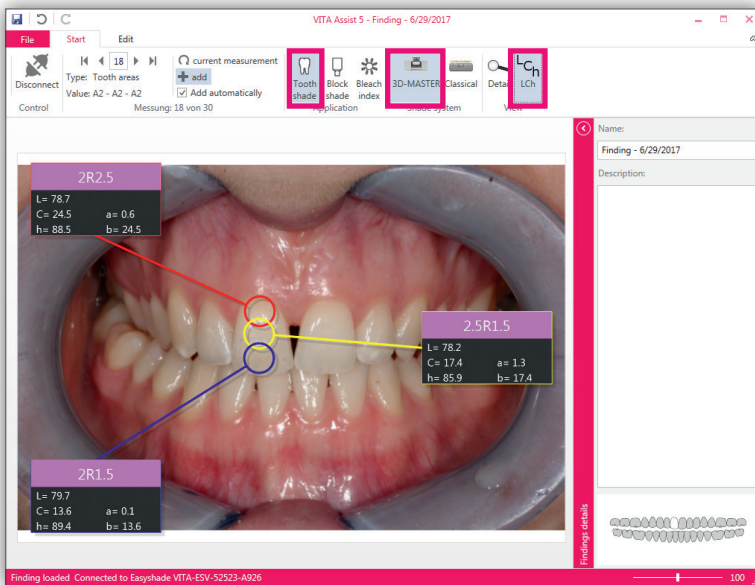 VITA Assist 5 - Finding - 6/29/2017
File Start Edit
Disconnect
Control
18
Type: Tooth areas
Value: A2 - A2 - A2
current measurement
add
Add automatically
Messung: 18 von 30
Tooth shade
Block shade
Bleach index
Application
3D-MASTER
Classical
Shade system
Detail
LCh
LCh
View
Name:
Finding - 6/29/2017
Description:
2R2.5
L= 78.7
C= 24.5 a= 0.6
h= 88.5 b= 24.5
2.5R1.5
L= 78.2
C= 17.4 a= 1.3
h= 85.9 b= 17.4
2R1.5
L= 79.7
C= 13.6 a= 0.1
h= 89.4 b= 13.6
Findings details
Finding loaded Connected to Easyshade VITA-ESV-52523-A926
100